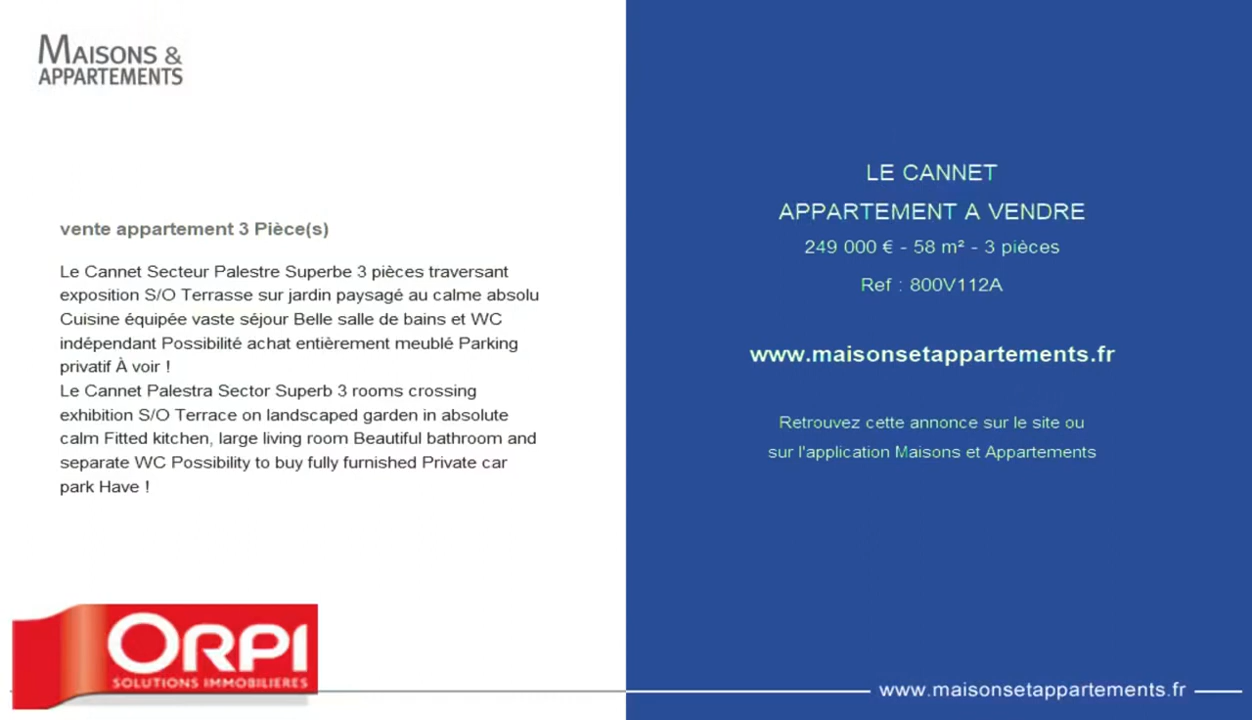 MAISONS &
APPARTEMENTS
vente appartement 3 Pièce(s)
Le Cannet Secteur Palestre Superbe 3 pièces traversant
exposition S/O Terrasse sur jardin paysagé au calme absolu
Cuisine équipée vaste séjour Belle salle de bains et WC
indépendant Possibilité achat entièrement meublé Parking
privatif À voir !
Le Cannet Palestra Sector Superb 3 rooms crossing
exhibition S/O Terrace on landscaped garden in absolute
calm Fitted kitchen, large living room Beautiful bathroom and
separate WC Possibility to buy fully furnished Private car
park Have !
ORPI
SOLUTIONS IMMOBILIERES
LE CANNET
APPARTEMENT A VENDRE
249 000 € - 58 m² - 3 pièces
Ref : 800V112A
www.maisonsetappartements.fr
Retrouvez cette annonce sur le site ou
sur l'application Maisons et Appartements
www.maisonsetappartements.fr